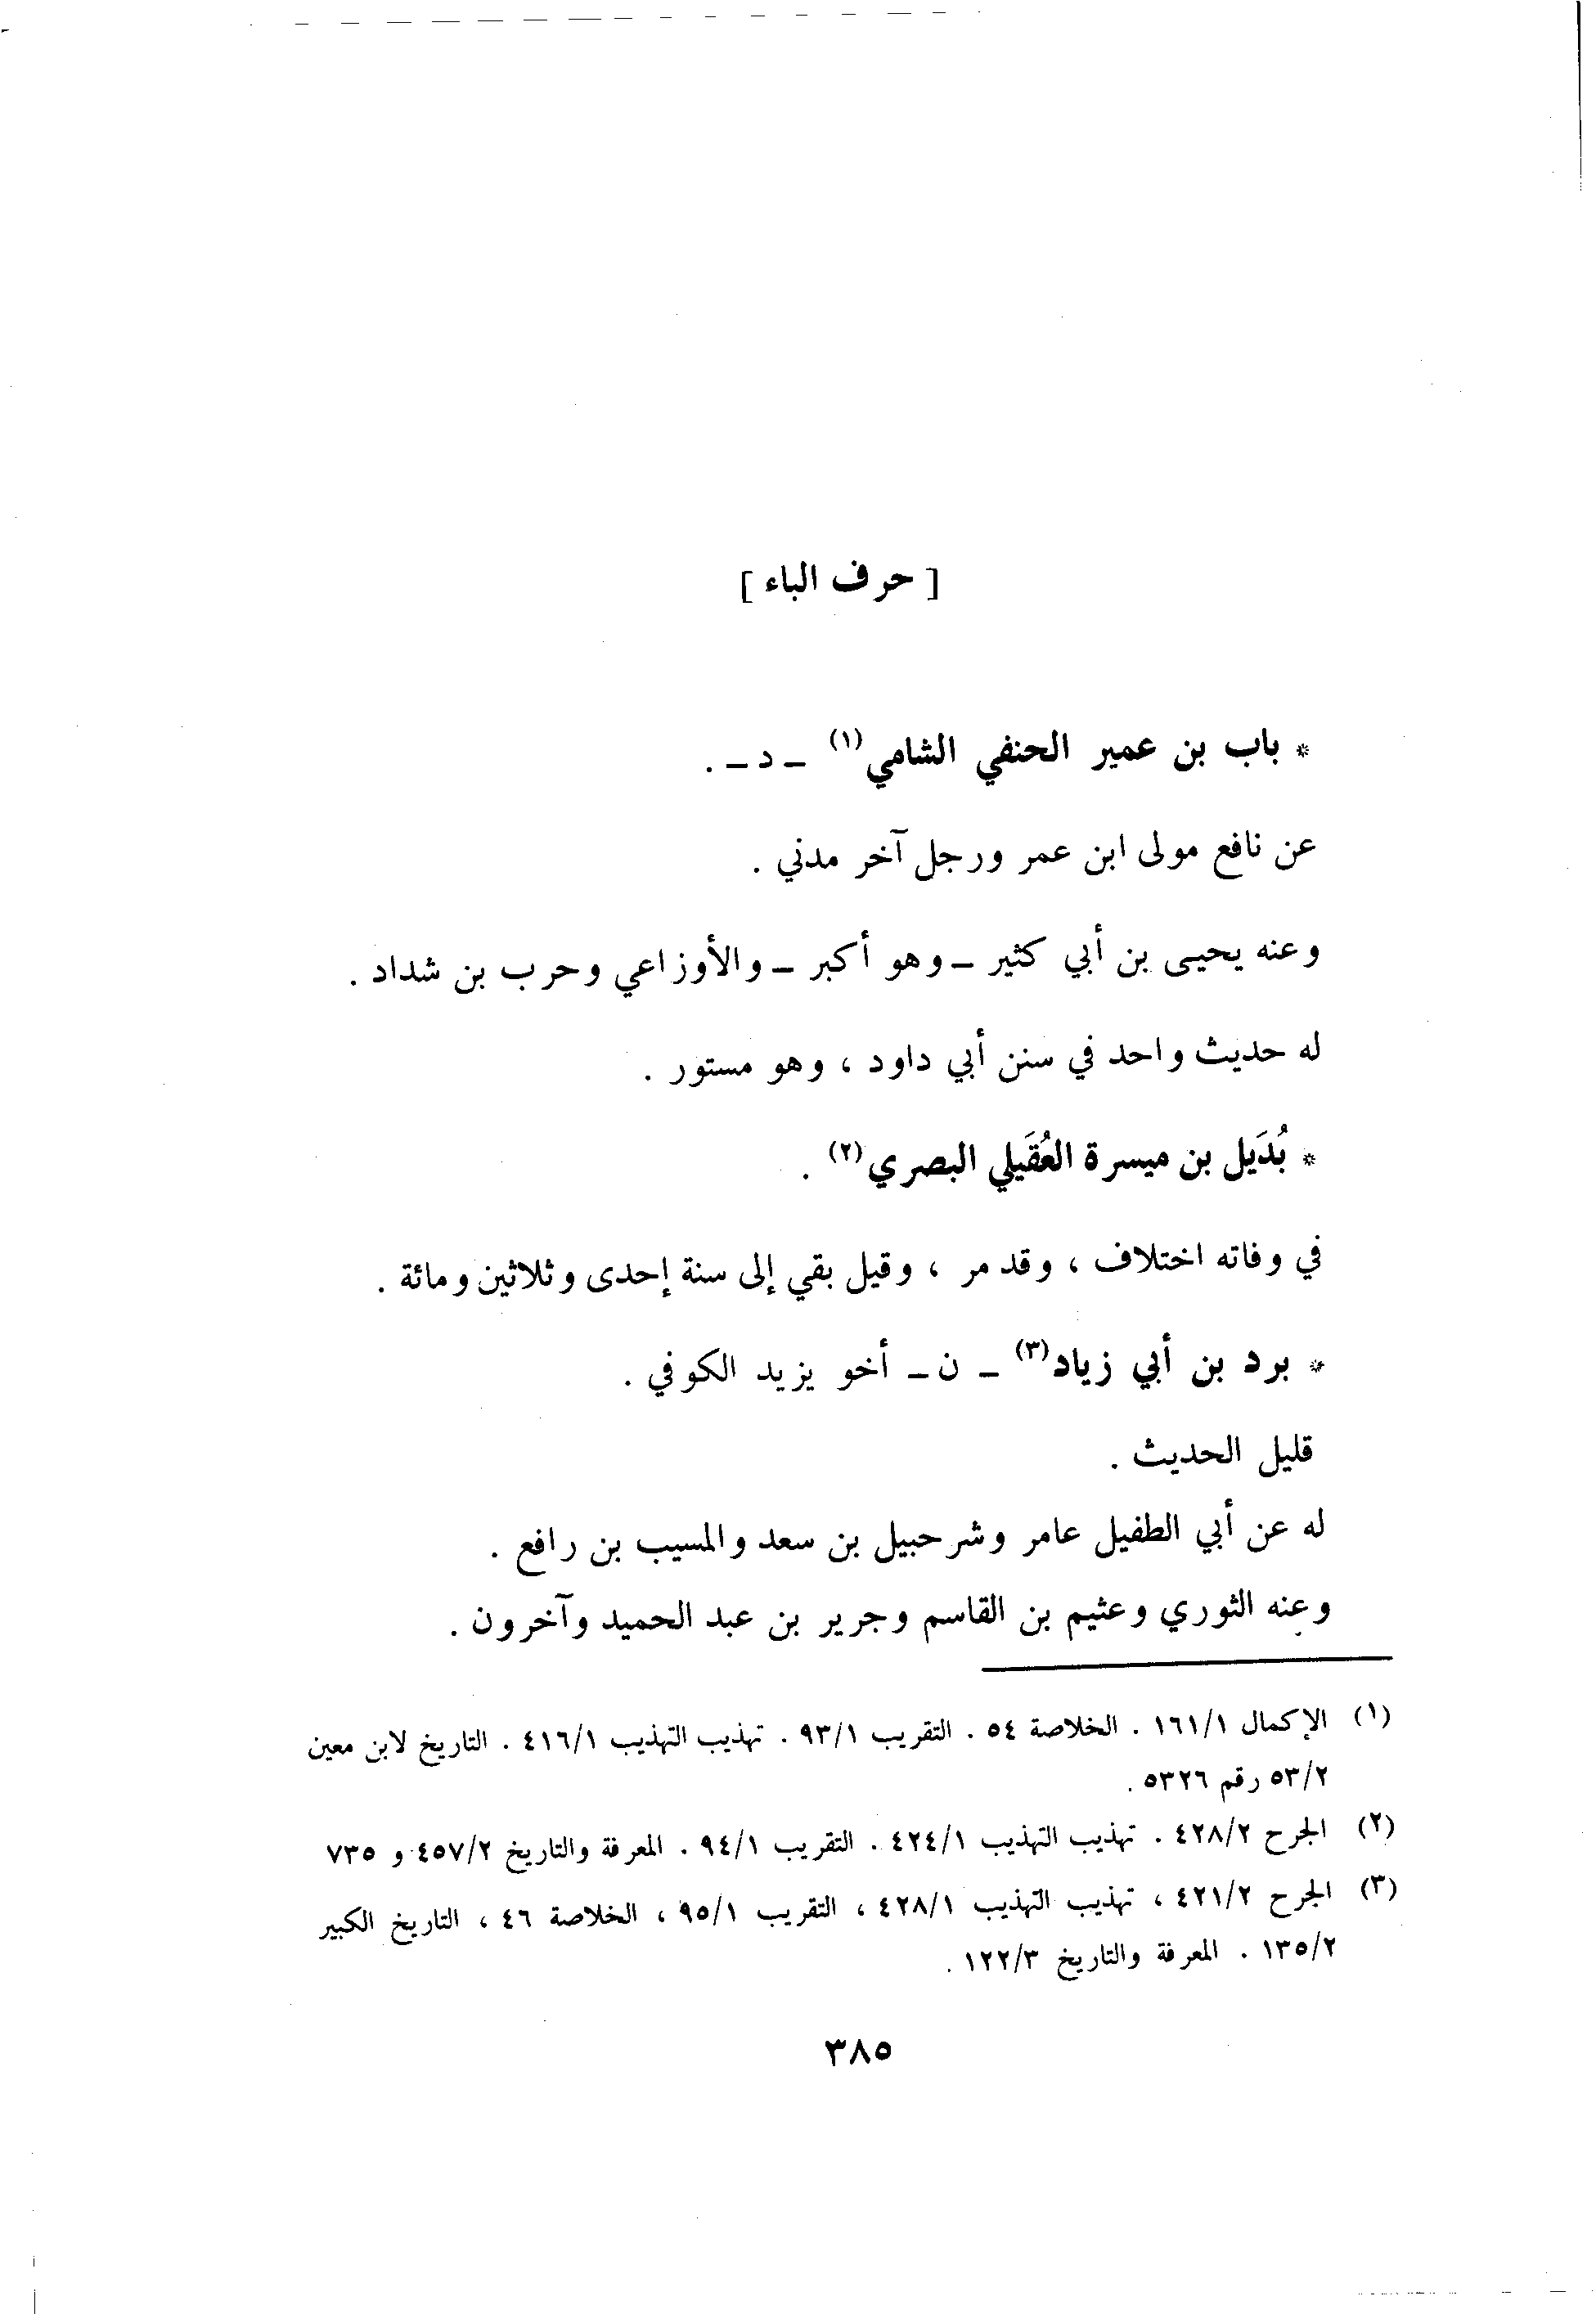 [ حرف الباء ]
* باب بن عمير الحنفي الشامي(١) ـ د ـ .
عن نافع مولى ابن عمر ورجل آخر مدني .
وعنه يحيى بن أبي كثير ـ وهو أكبر ـ والأوزاعي وحرب بن شداد .
له حديث واحد في سنن أبي داود ، وهو مستور .
* بُدَيل بن ميسرة العُقَيلي البصري(٢) .
في وفاته اختلاف ، وقد مر ، وقيل بقي إلى سنة إحدى وثلاثين ومائة .
* برد بن أبي زياد(٣) ـ ن ـ أخو يزيد الكوفي .
قليل الحديث .
له عن أبي الطفيل عامر وشرحبيل بن سعد والمسيب بن رافع .
وعنه الثوري وعثيم بن القاسم وجرير بن عبد الحميد وآخرون .
(١) الإكمال ١٦١/١ . الخلاصة ٥٤ . التقريب ٩٣/١ . تهذيب التهذيب ٤١٦/١ . التاريخ لابن معين
٥٣/٢ رقم ٥٣٢٦ .
(٢) الجرح ٤٢٨/٢ . تهذيب التهذيب ٤٢٤/١ . التقريب ٩٤/١ . المعرفة والتاريخ ٤٥٧/٢ و ٧٣٥
(٣) الجرح ٤٢١/٢ ، تهذيب التهذيب ٤٢٨/١ ، التقريب ٩٥/١ ، الخلاصة ٤٦ ، التاريخ الكبير
١٣٥/٢ . المعرفة والتاريخ ١٢٢/٣ .
٣٨٥